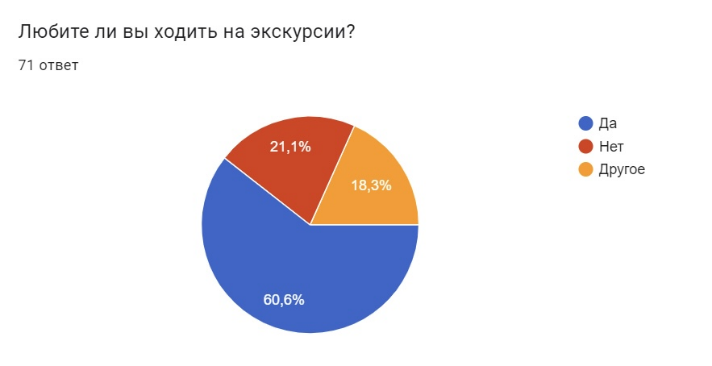 Любите ли вы ходить на экскурсии?
71 ответ
Да
Нет
Другое
21,1%
18,3%
60,6%